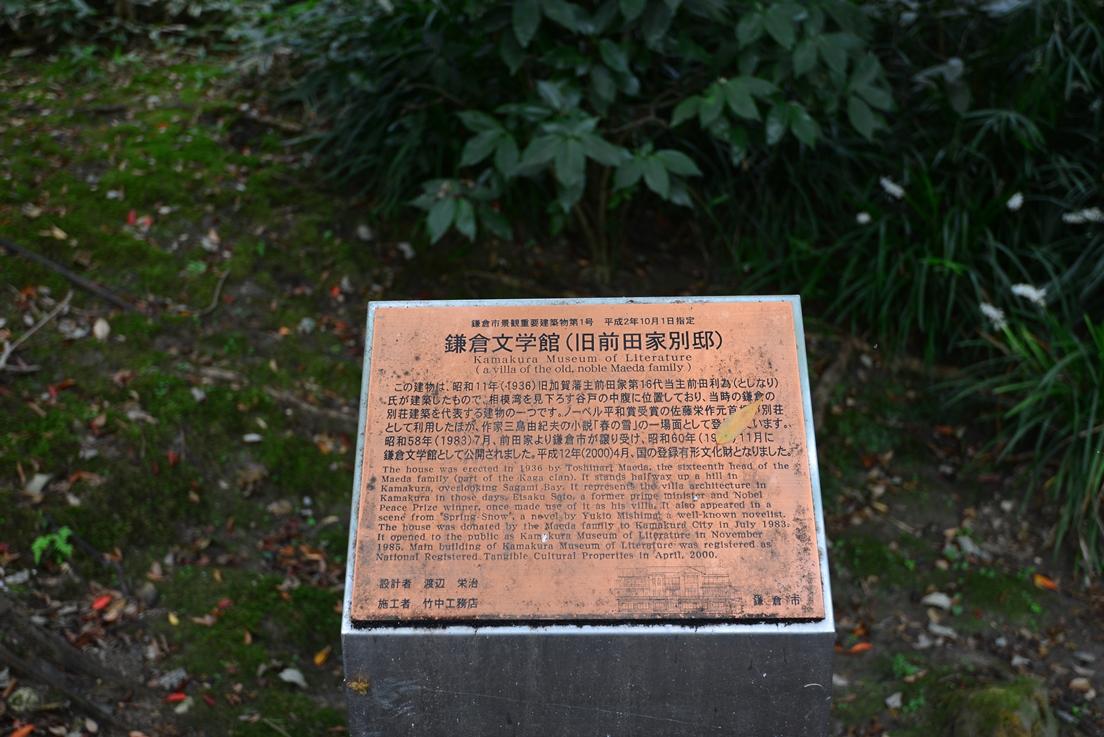 鎌倉市景観重要建築物第1号 平成2年10月1日指定
鎌倉文学館(旧前田家別邸)
Kamakura Museum of Literature
( a villa of the old, noble Maeda family )
この建物は、昭和11年(1936)旧加賀藩主前田家第16代当主前田利為(としなり)
氏が建築したもので、相模湾を見下ろす谷戸の中腹に位置しており、当時の鎌倉の
別荘建築を代表する建物の一つです。ノーベル平和賞受賞の佐藤栄作元首 が別荘
として利用したほか、作家三島由紀夫の小説「春の雪」の一場面として登 います。
昭和58年(1983)7月、前田家より鎌倉市が譲り受け、昭和60年(19 11月に
鎌倉文学館として公開されました。平成12年(2000)4月、国の登録有形文化財となりました。
The house was erected in 1936 by Toshinari Maeda, the sixteenth head of the
Maeda family (part of the Kaga clan). It stands halfway up a hill in
Kamakura, overlooking Sagami Bay. It represents the villa architecture in
Kamakura in those days. Eisaku Sato, a former prime minister and Nobel
Peace Prize winner, once made use of it as his villa. It also appeared in a
scene from "Spring Snow", a novel by Yukio Mishima, a well-known novelist.
The house was donated by the Maeda family to Kamakura City in July 1983.
It opened to the public as Kamakura Museum of Literature in November
1985. Main building of Kamakura Museum of Literature was registered as
National Registered Tangible Cultural Properties in April, 2000.
設計者 渡辺 栄治
施工者 竹中工務店
鎌倉市